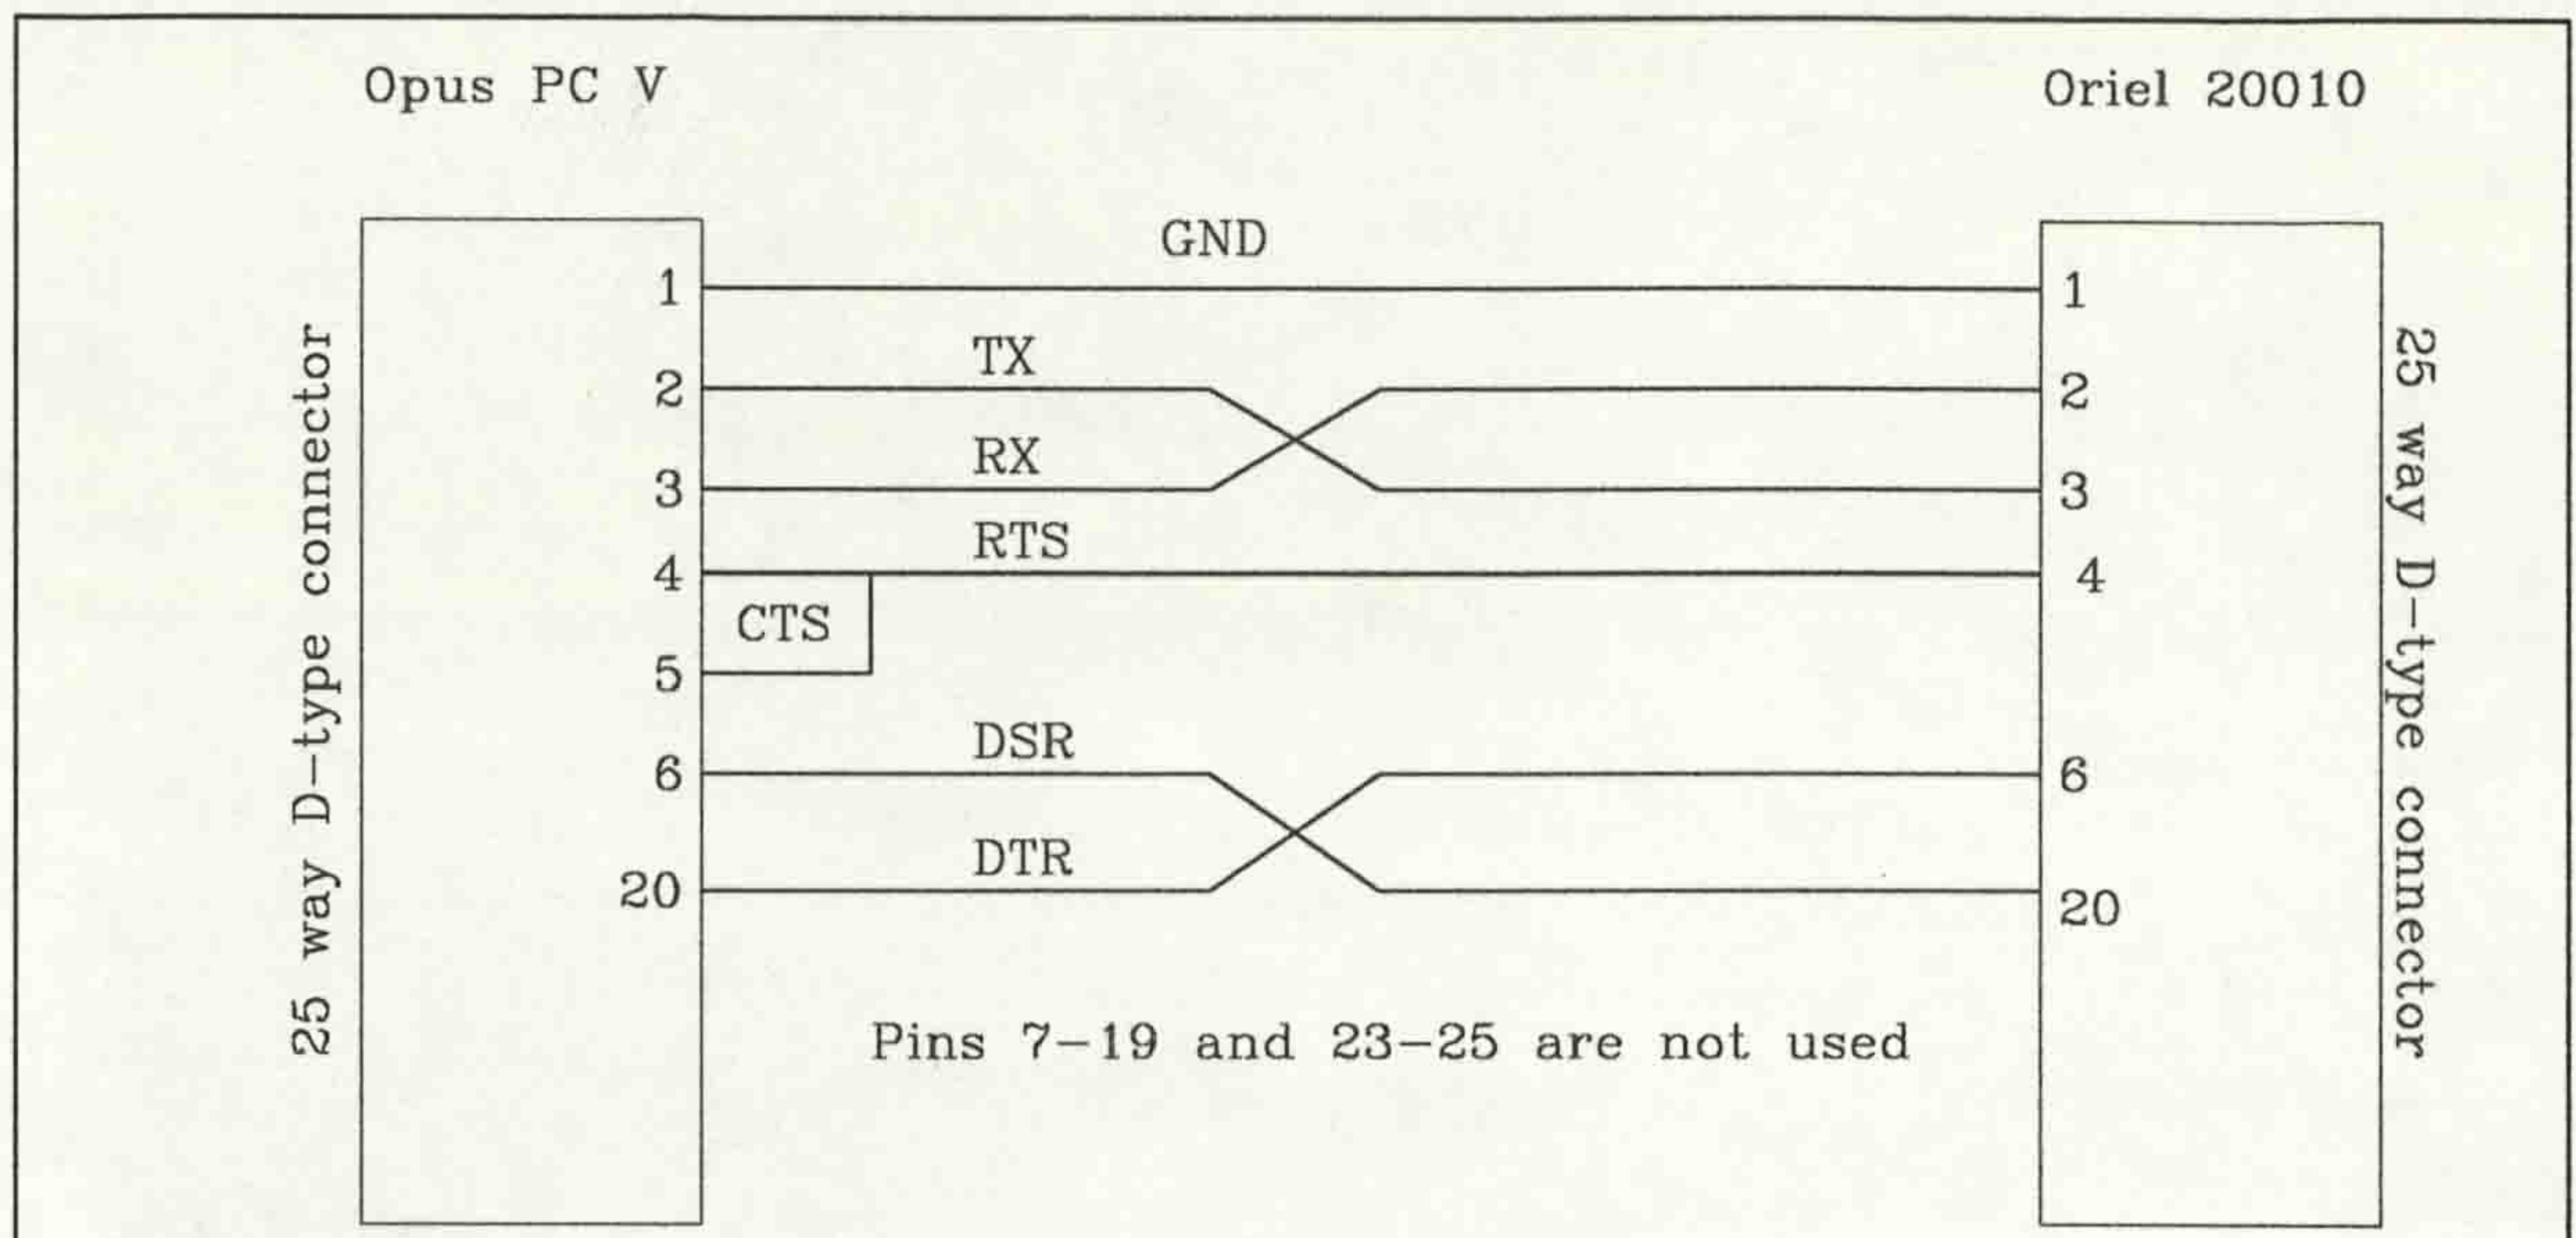 Opus PC V
Oriel 20010
25 way D-type connector
25 way D-type connector
GND
1
1
TX
2
2
RX
3
3
RTS
4
4
CTS
5
DSR
6
6
DTR
20
20
Pins 7-19 and 23-25 are not used